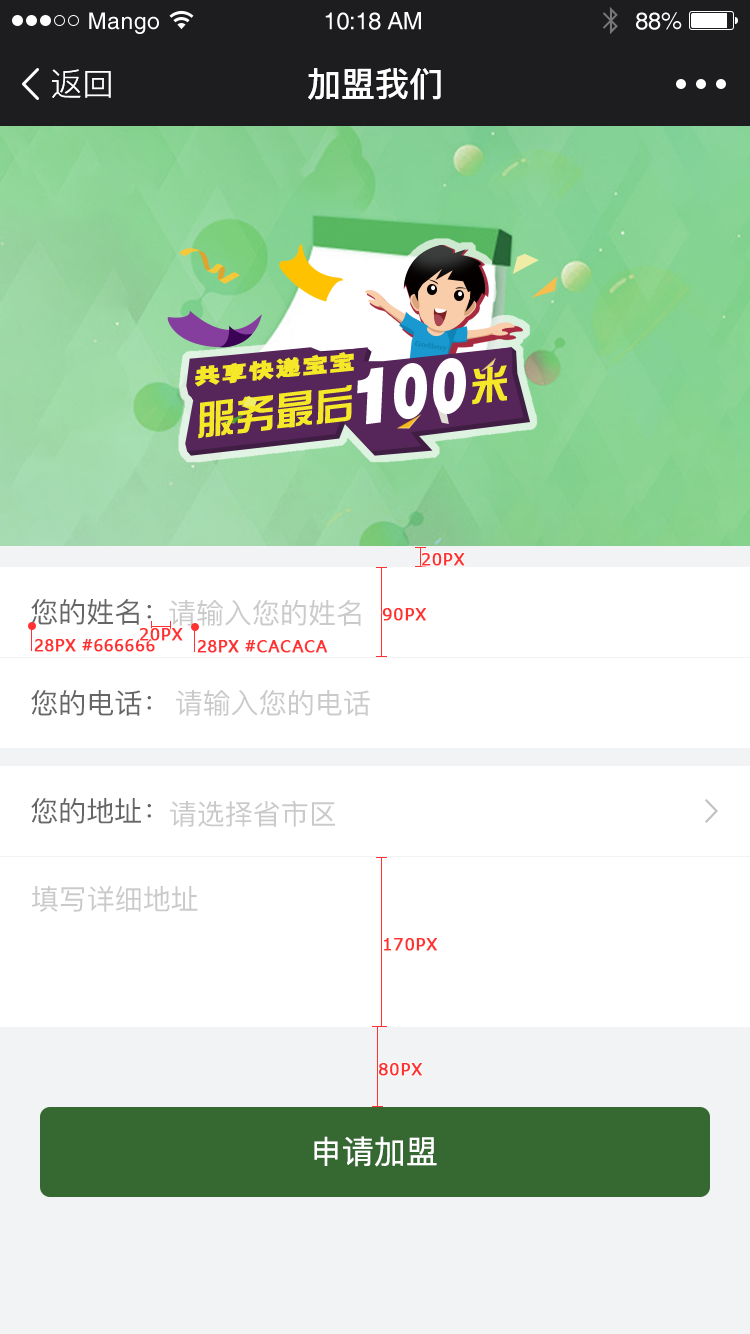 Mango 10:18 AM 88%
返回 加盟我们
共享快递宝宝
服务最后100米
20PX
您的姓名: 请输入您的姓名 90PX
28PX #666666 20PX 28PX #CACACA
您的电话: 请输入您的电话
您的地址: 请选择省市区
填写详细地址
170PX
80PX
申请加盟